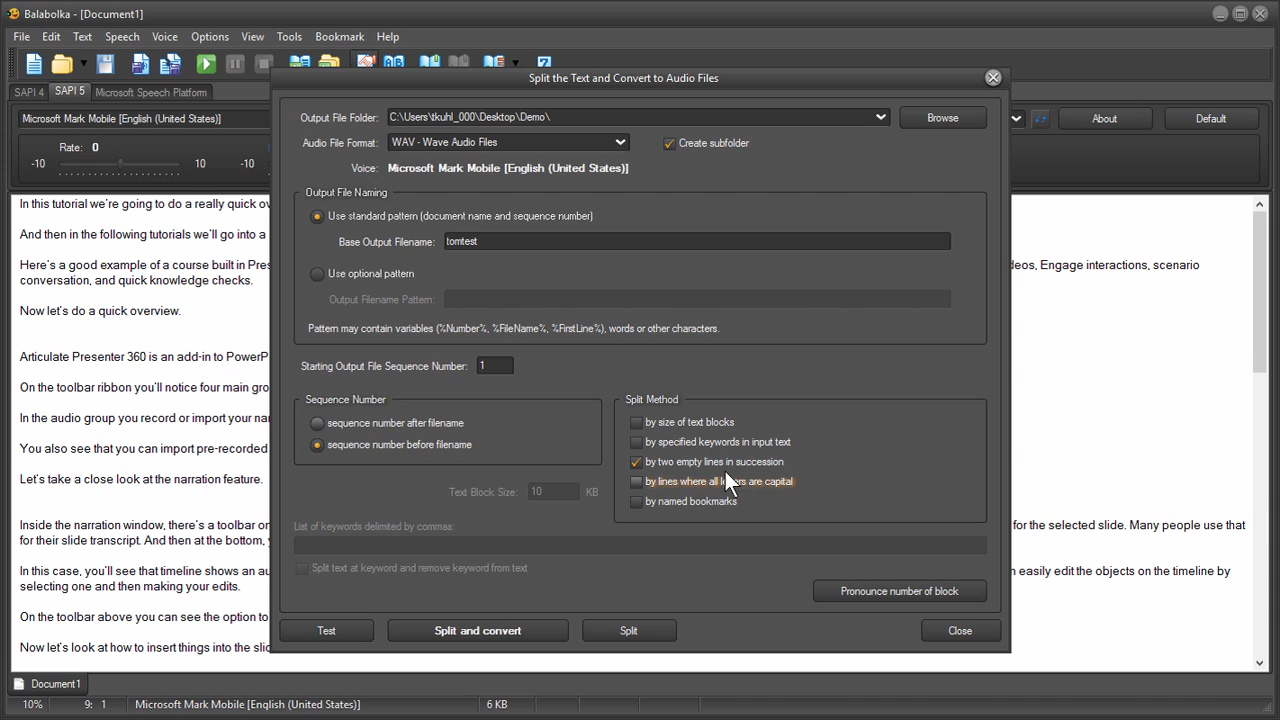 Balabolka - [Document1]
File Edit Text Speech Voice Options View Tools Bookmark Help
Split the Text and Convert to Audio Files
SAPI 4 SAPI 5 Microsoft Speech Platform
Microsoft Mark Mobile [English (United States)]
About Default
Rate: 0
-10 10 -10
Output File Folder: C:\Users\tkuhl_000\Desktop\Demo\ Browse
Audio File Format: WAV - Wave Audio Files Create subfolder
Voice: Microsoft Mark Mobile [English (United States)]
Output File Naming
Use standard pattern (document name and sequence number)
Base Output Filename: tomtest
Use optional pattern
Output Filename Pattern:
Pattern may contain variables (%Number%, %FileName%, %FirstLine%), words or other characters.
Starting Output File Sequence Number: 1
Sequence Number
sequence number after filename
sequence number before filename
Split Method
by size of text blocks
by specified keywords in input text
by two empty lines in succession
by lines where all letters are capital
by named bookmarks
Text Block Size: 10 KB
List of keywords delimited by commas:
Split text at keyword and remove keyword from text
Pronounce number of block
Test Split and convert Split Close
In this tutorial we're going to do a really quick ov
And then in the following tutorials we'll go into a
Here's a good example of a course built in Pres deos, Engage interactions, scenario
conversation, and quick knowledge checks.
Now let's do a quick overview.
Articulate Presenter 360 is an add-in to PowerP
On the toolbar ribbon you'll notice four main gro
In the audio group you record or import your nar
You also see that you can import pre-recorded
Let's take a close look at the narration feature.
Inside the narration window, there's a toolbar on for the selected slide. Many people use that
for their slide transcript. And then at the bottom, y
In this case, you'll see that timeline shows an au n easily edit the objects on the timeline by
selecting one and then making your edits.
On the toolbar above you can see the option to
Now let's look at how to insert things into the slid
Document1
10% 9: 1 Microsoft Mark Mobile [English (United States)] 6 KB